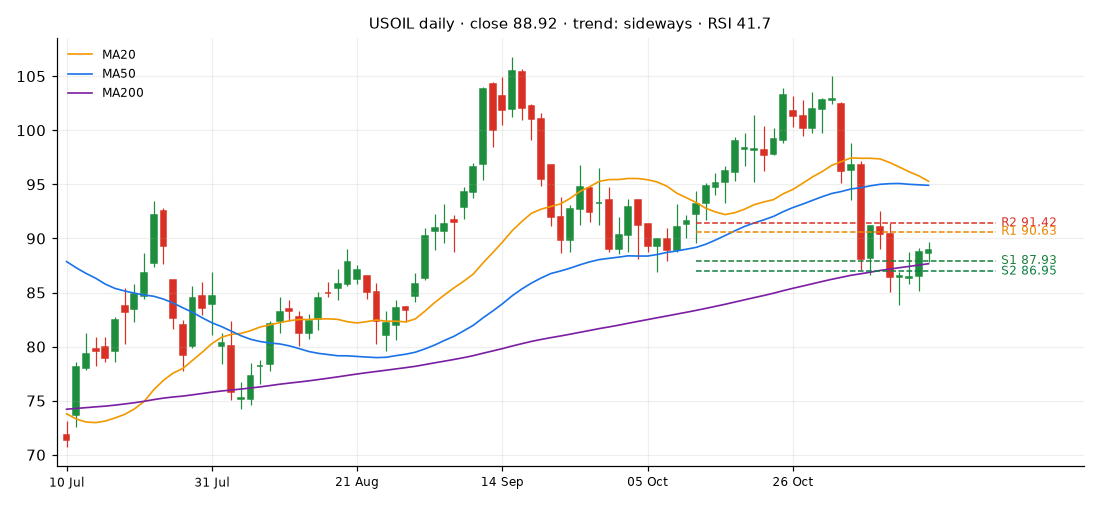 USOIL daily · close 88.92 · trend: sideways · RSI 41.7
MA20
MA50
MA200
105
100
95
90
85
80
75
70
R2 91.42
R1 90.63
S1 87.93
S2 86.95
10 Jul
31 Jul
21 Aug
14 Sep
05 Oct
26 Oct